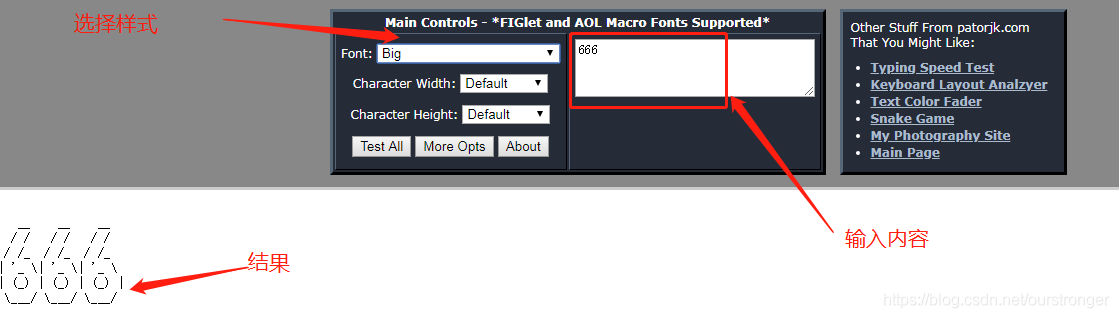 选择样式
Main Controls - *FIGlet and AOL Macro Fonts Supported*
Font: Big
Character Width: Default
Character Height: Default
Test All More Opts About
666
Other Stuff From patorjk.com
That You Might Like:
Typing Speed Test
Keyboard Layout Analzyer
Text Color Fader
Snake Game
My Photography Site
Main Page
输入内容
666
结果
https://blog.csdn.net/ourstronger